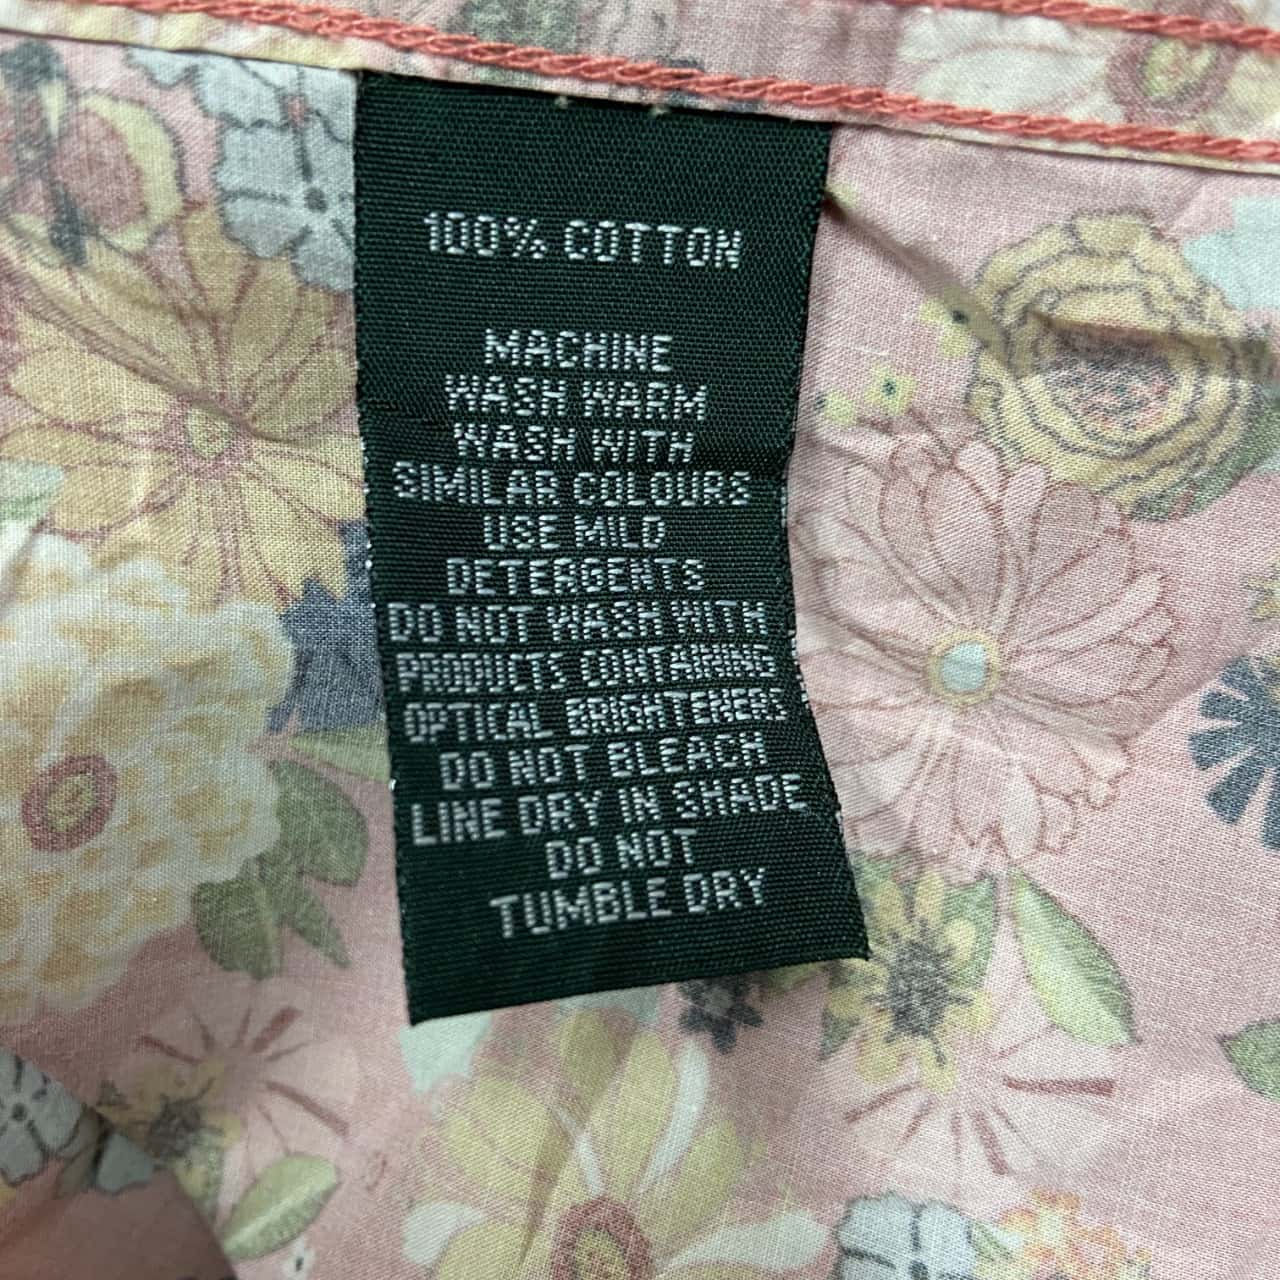 100% COTTON
MACHINE
WASH WARM
WASH WITH
SIMILAR COLOURS
USE MILD
DETERGENTS
DO NOT WASH WITH
PRODUCTS CONTAINING
OPTICAL BRIGHTENERS
DO NOT BLEACH
LINE DRY IN SHADE
DO NOT
TUMBLE DRY